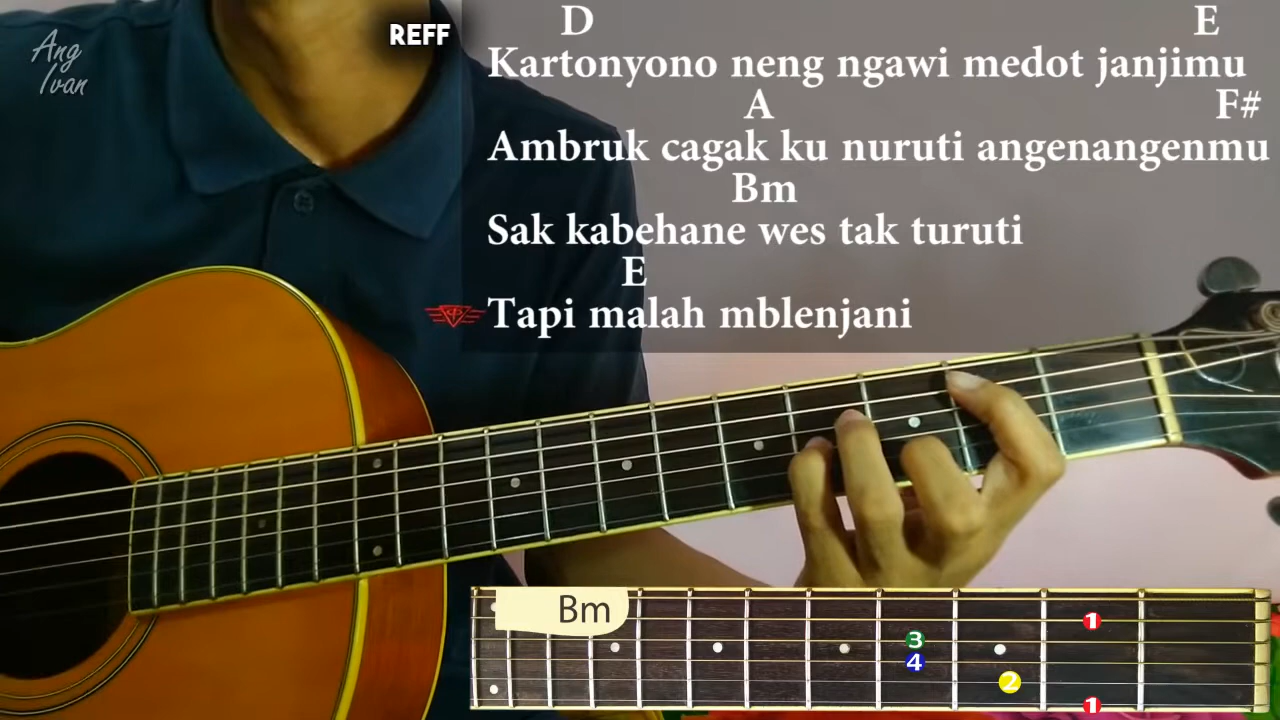 Ang
Ivan
REFF
D E
Kartonyono neng ngawi medot janjimu
A F#
Ambruk cagak ku nuruti angenangenmu
Bm
Sak kabehane wes tak turuti
E
Tapi malah mblenjani
Bm
1
3
4
2
1